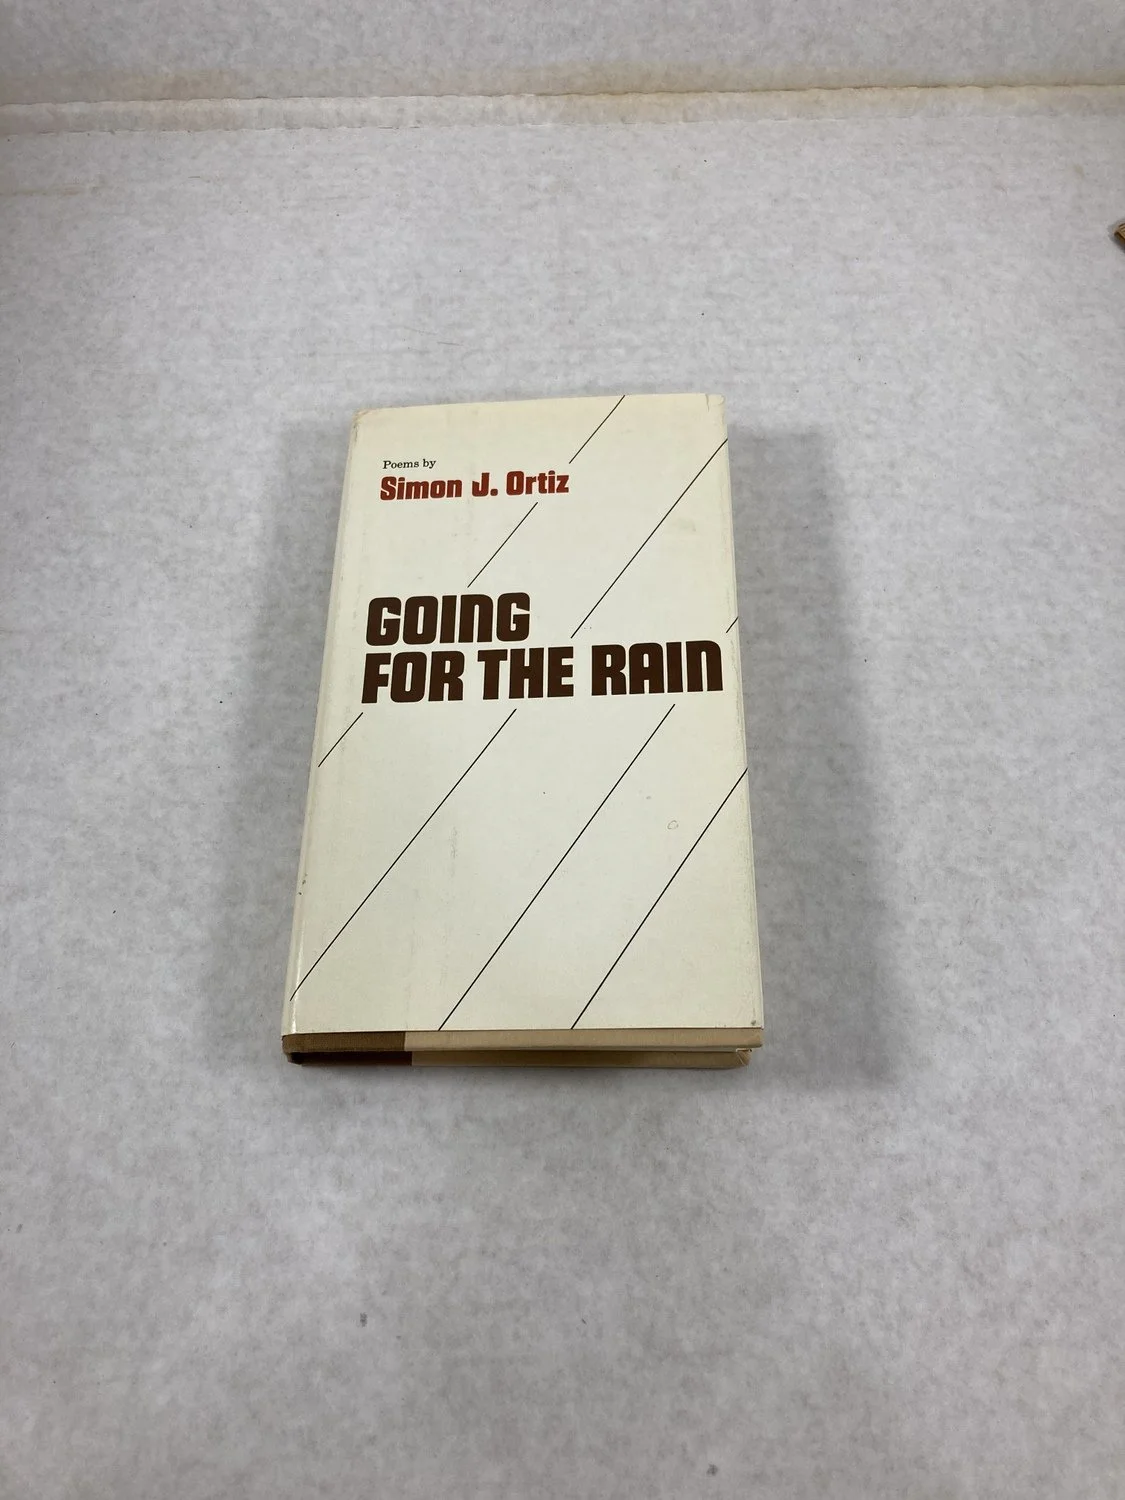 Poems by
Simon J. Ortiz
GOING
FOR THE RAIN